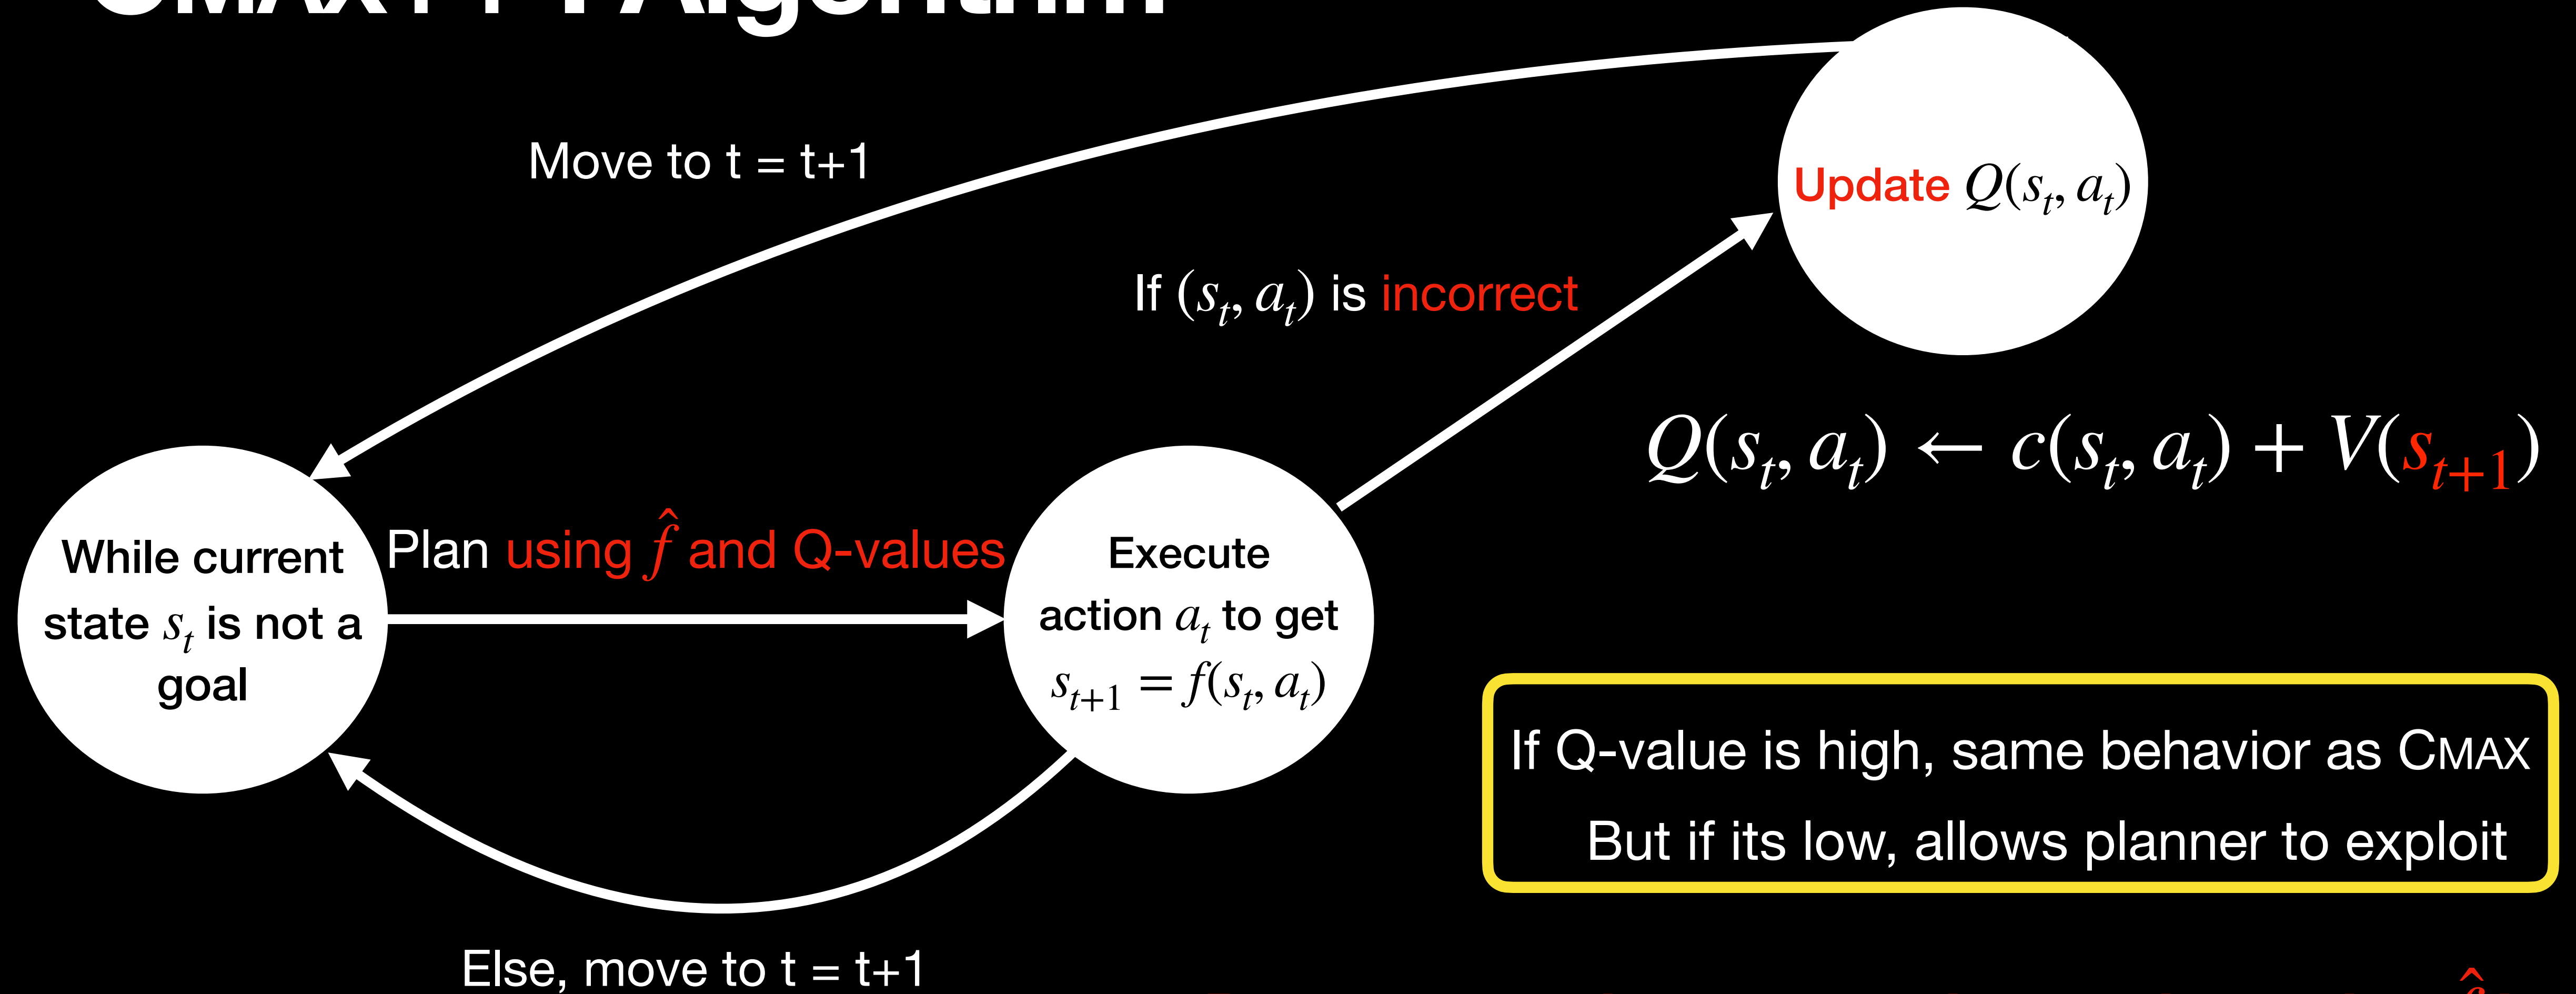 CMAX++ Algorithm
Move to t = t+1
Update Q(s_t, a_t)
If (s_t, a_t) is incorrect
Q(s_t, a_t) ← c(s_t, a_t) + V(s_{t+1})
While current
state s_t is not a
goal
Plan using f̂ and Q-values
Execute
action a_t to get
s_{t+1} = f(s_t, a_t)
If Q-value is high, same behavior as CMAX
But if its low, allows planner to exploit
Else, move to t = t+1